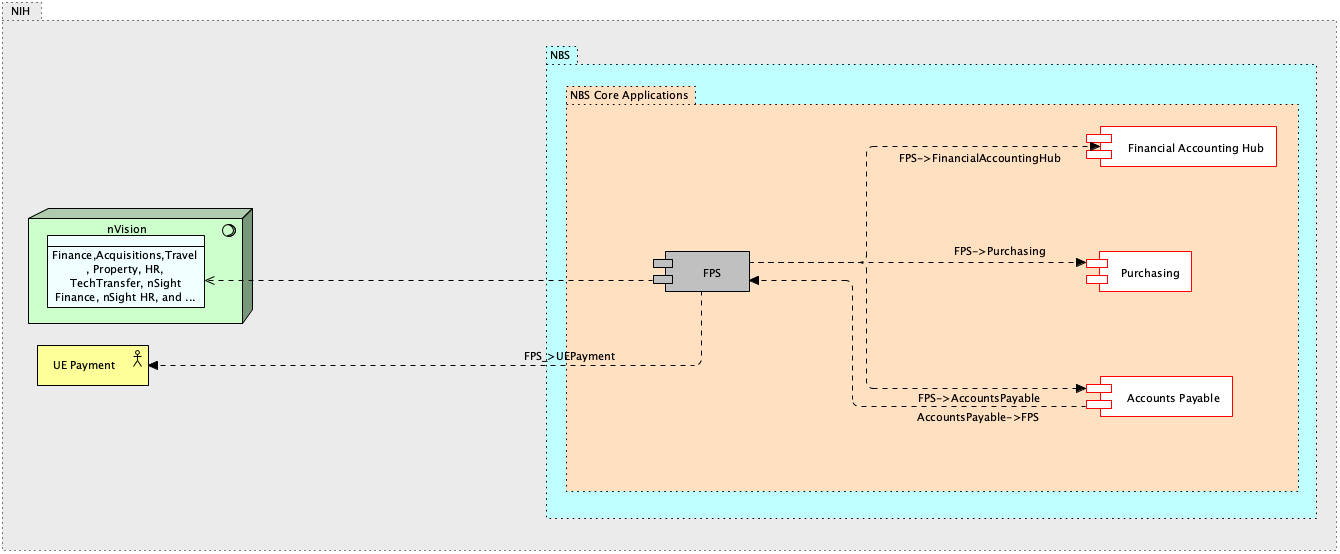 NIH
NBS
NBS Core Applications
Financial Accounting Hub
FPS->FinancialAccountingHub
nVision
Finance,Acquisitions,Travel
, Property, HR,
TechTransfer, nSight
Finance, nSight HR, and ...
FPS->Purchasing
FPS
Purchasing
FPS_>UEPayment
UE Payment
FPS->AccountsPayable
Accounts Payable
AccountsPayable->FPS